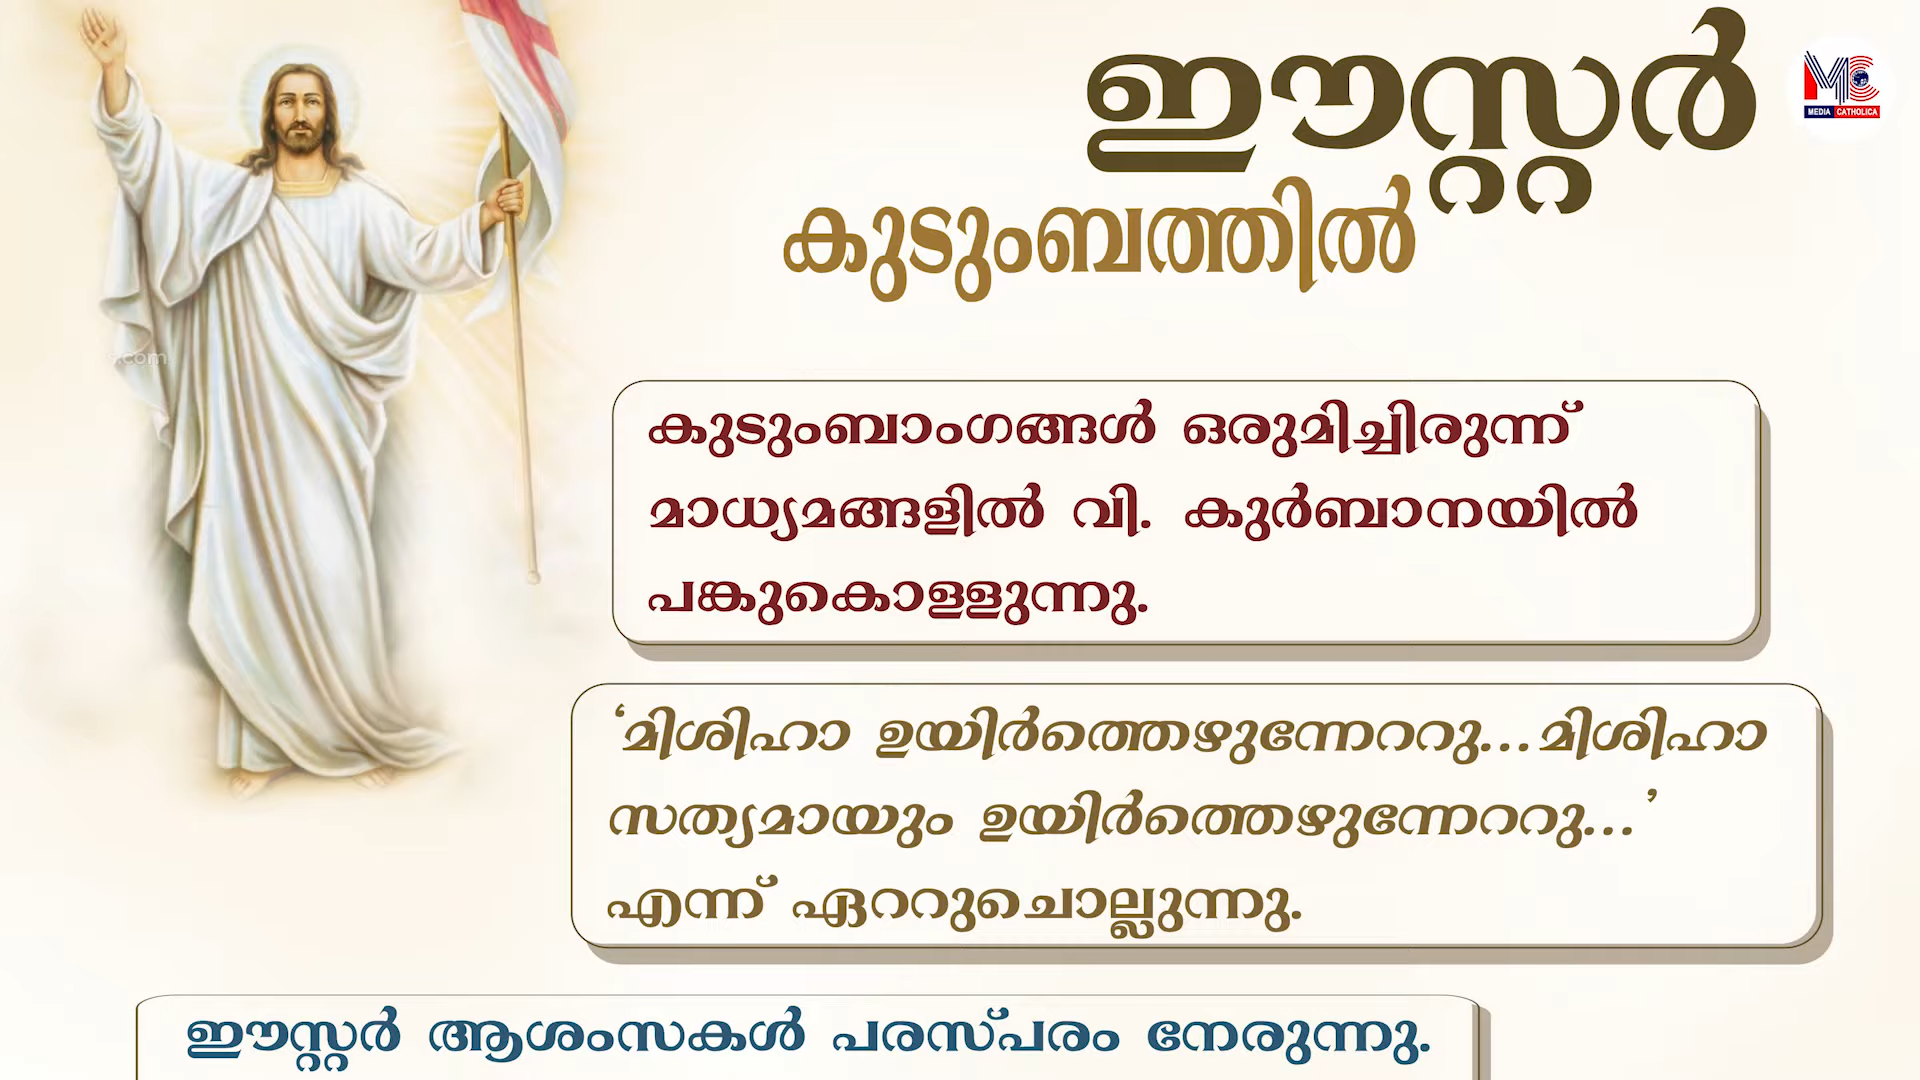 ഈസ്റ്റർ
കുടുംബത്തിൽ
MEDIA CATHOLICA
കുടുംബാംഗങ്ങൾ ഒരുമിച്ചിരുന്ന്
മാധ്യമങ്ങളിൽ വി. കുർബാനയിൽ
പങ്കുകൊളളുന്നു.
‘മിശിഹാ ഉയിർത്തെഴുന്നേററു...മിശിഹാ
സത്യമായും ഉയിർത്തെഴുന്നേററു...’
എന്ന് ഏററുചൊല്ലുന്നു.
ഈസ്റ്റർ ആശംസകൾ പരസ്പരം നേരുന്നു.